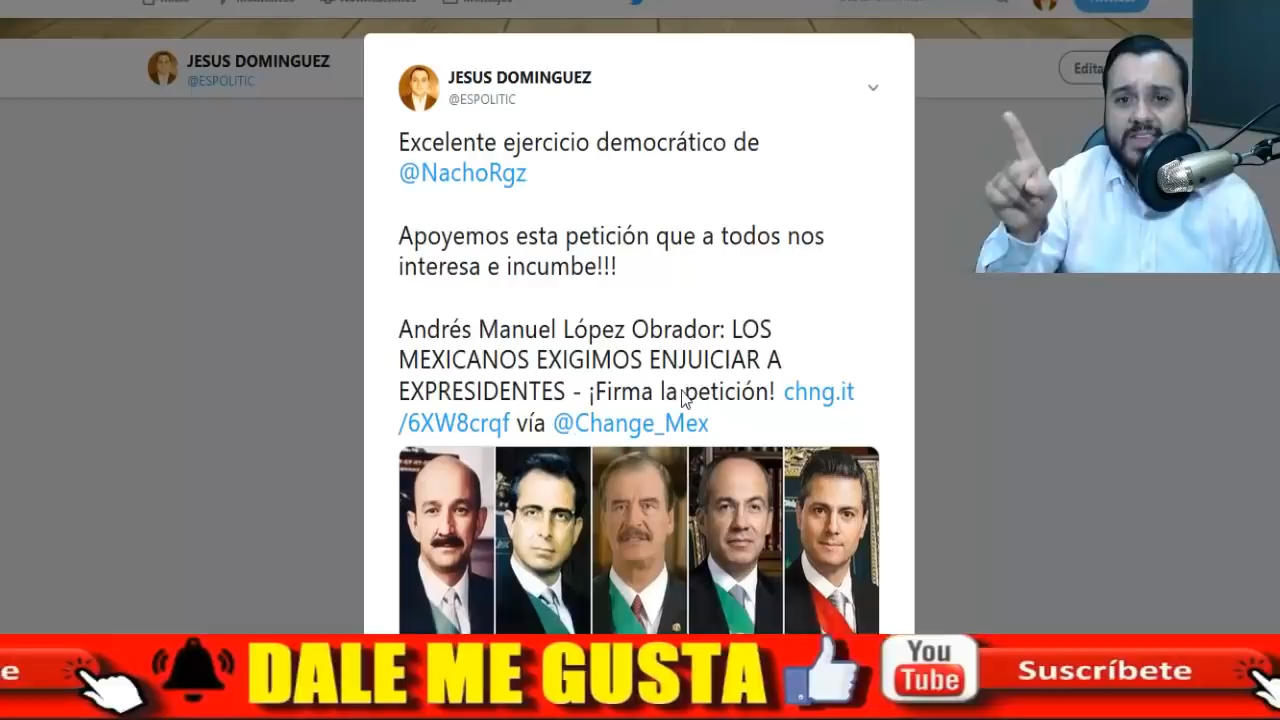 JESUS DOMINGUEZ
@ESPOLITIC
Edita
JESUS DOMINGUEZ
@ESPOLITIC
Excelente ejercicio democrático de
@NachoRgz
Apoyemos esta petición que a todos nos
interesa e incumbe!!!
Andrés Manuel López Obrador: LOS
MEXICANOS EXIGIMOS ENJUICIAR A
EXPRESIDENTES - ¡Firma la petición! chng.it
/6XW8crqf vía @Change_Mex
e
DALE ME GUSTA
You
Tube
Suscríbete